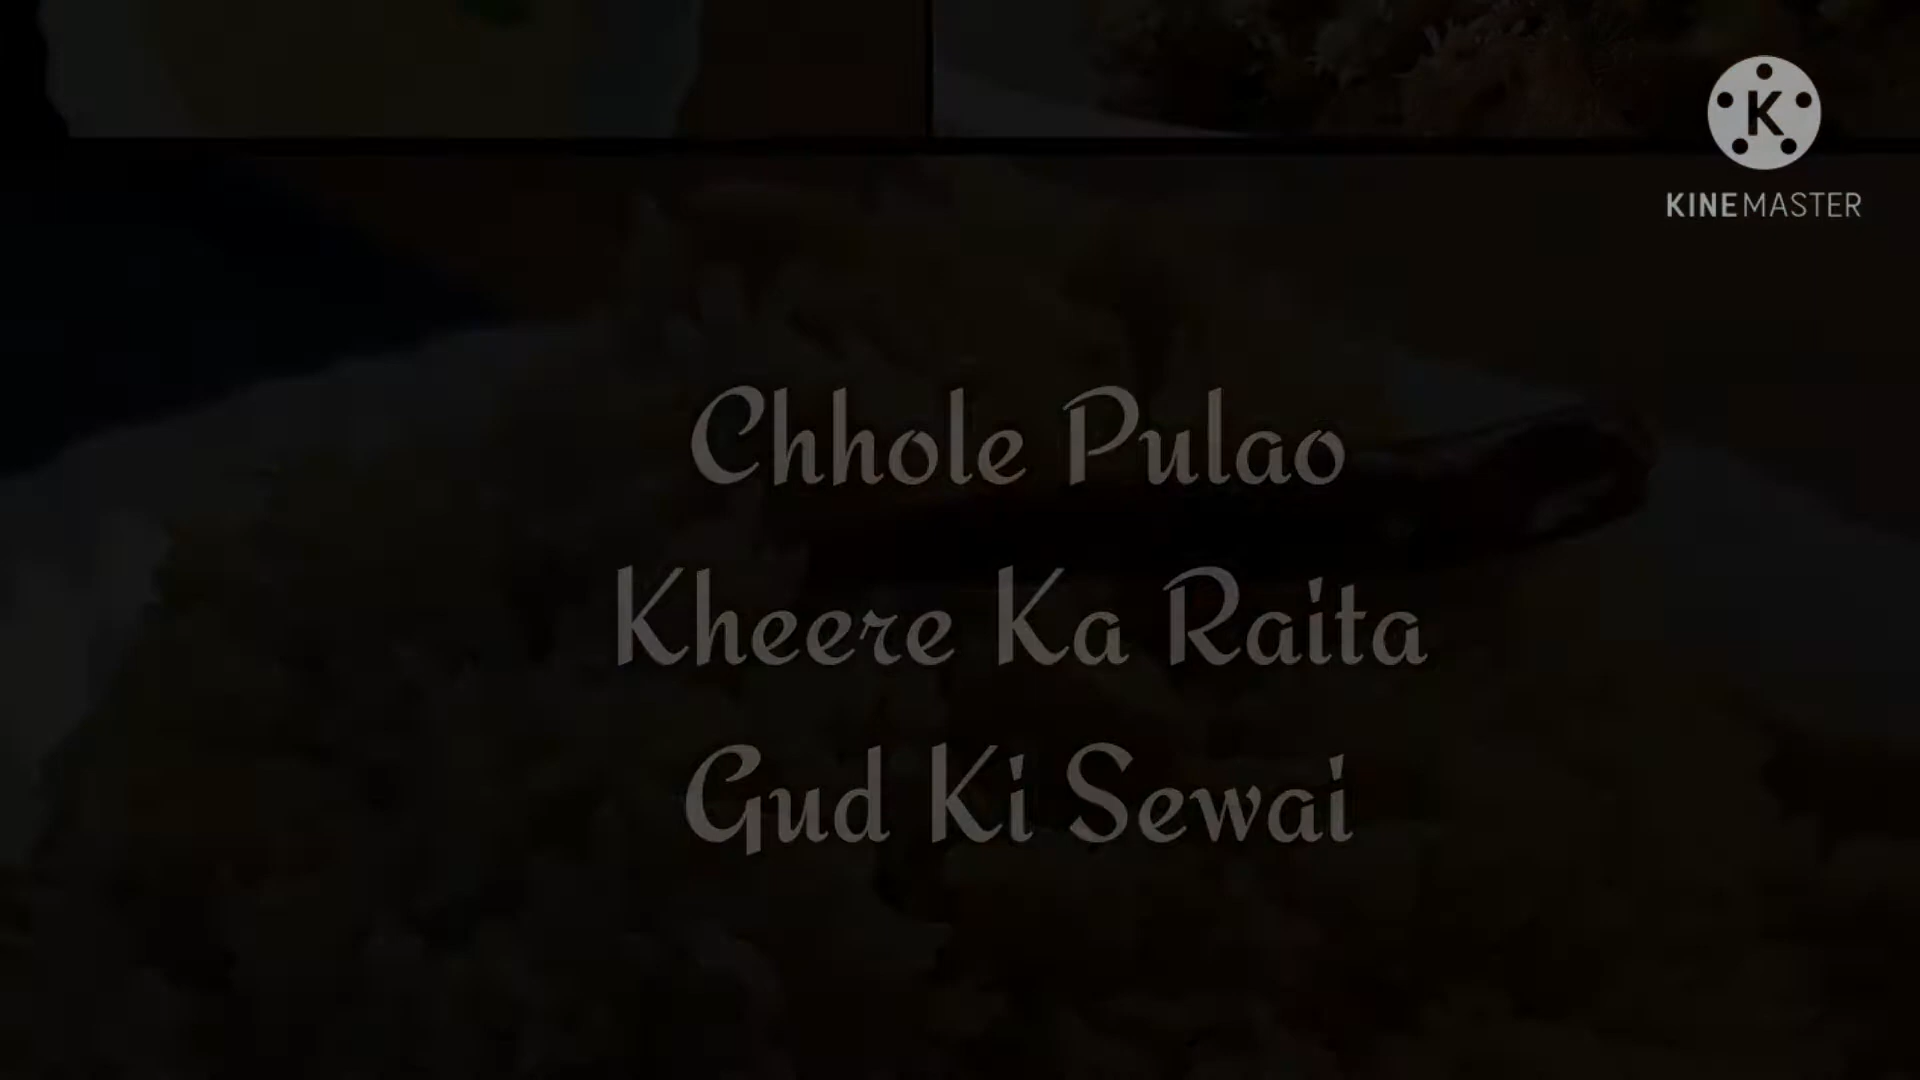 K
KINEMASTER
Chhole Pulao
Kheere Ka Raita
Gud Ki Sewai